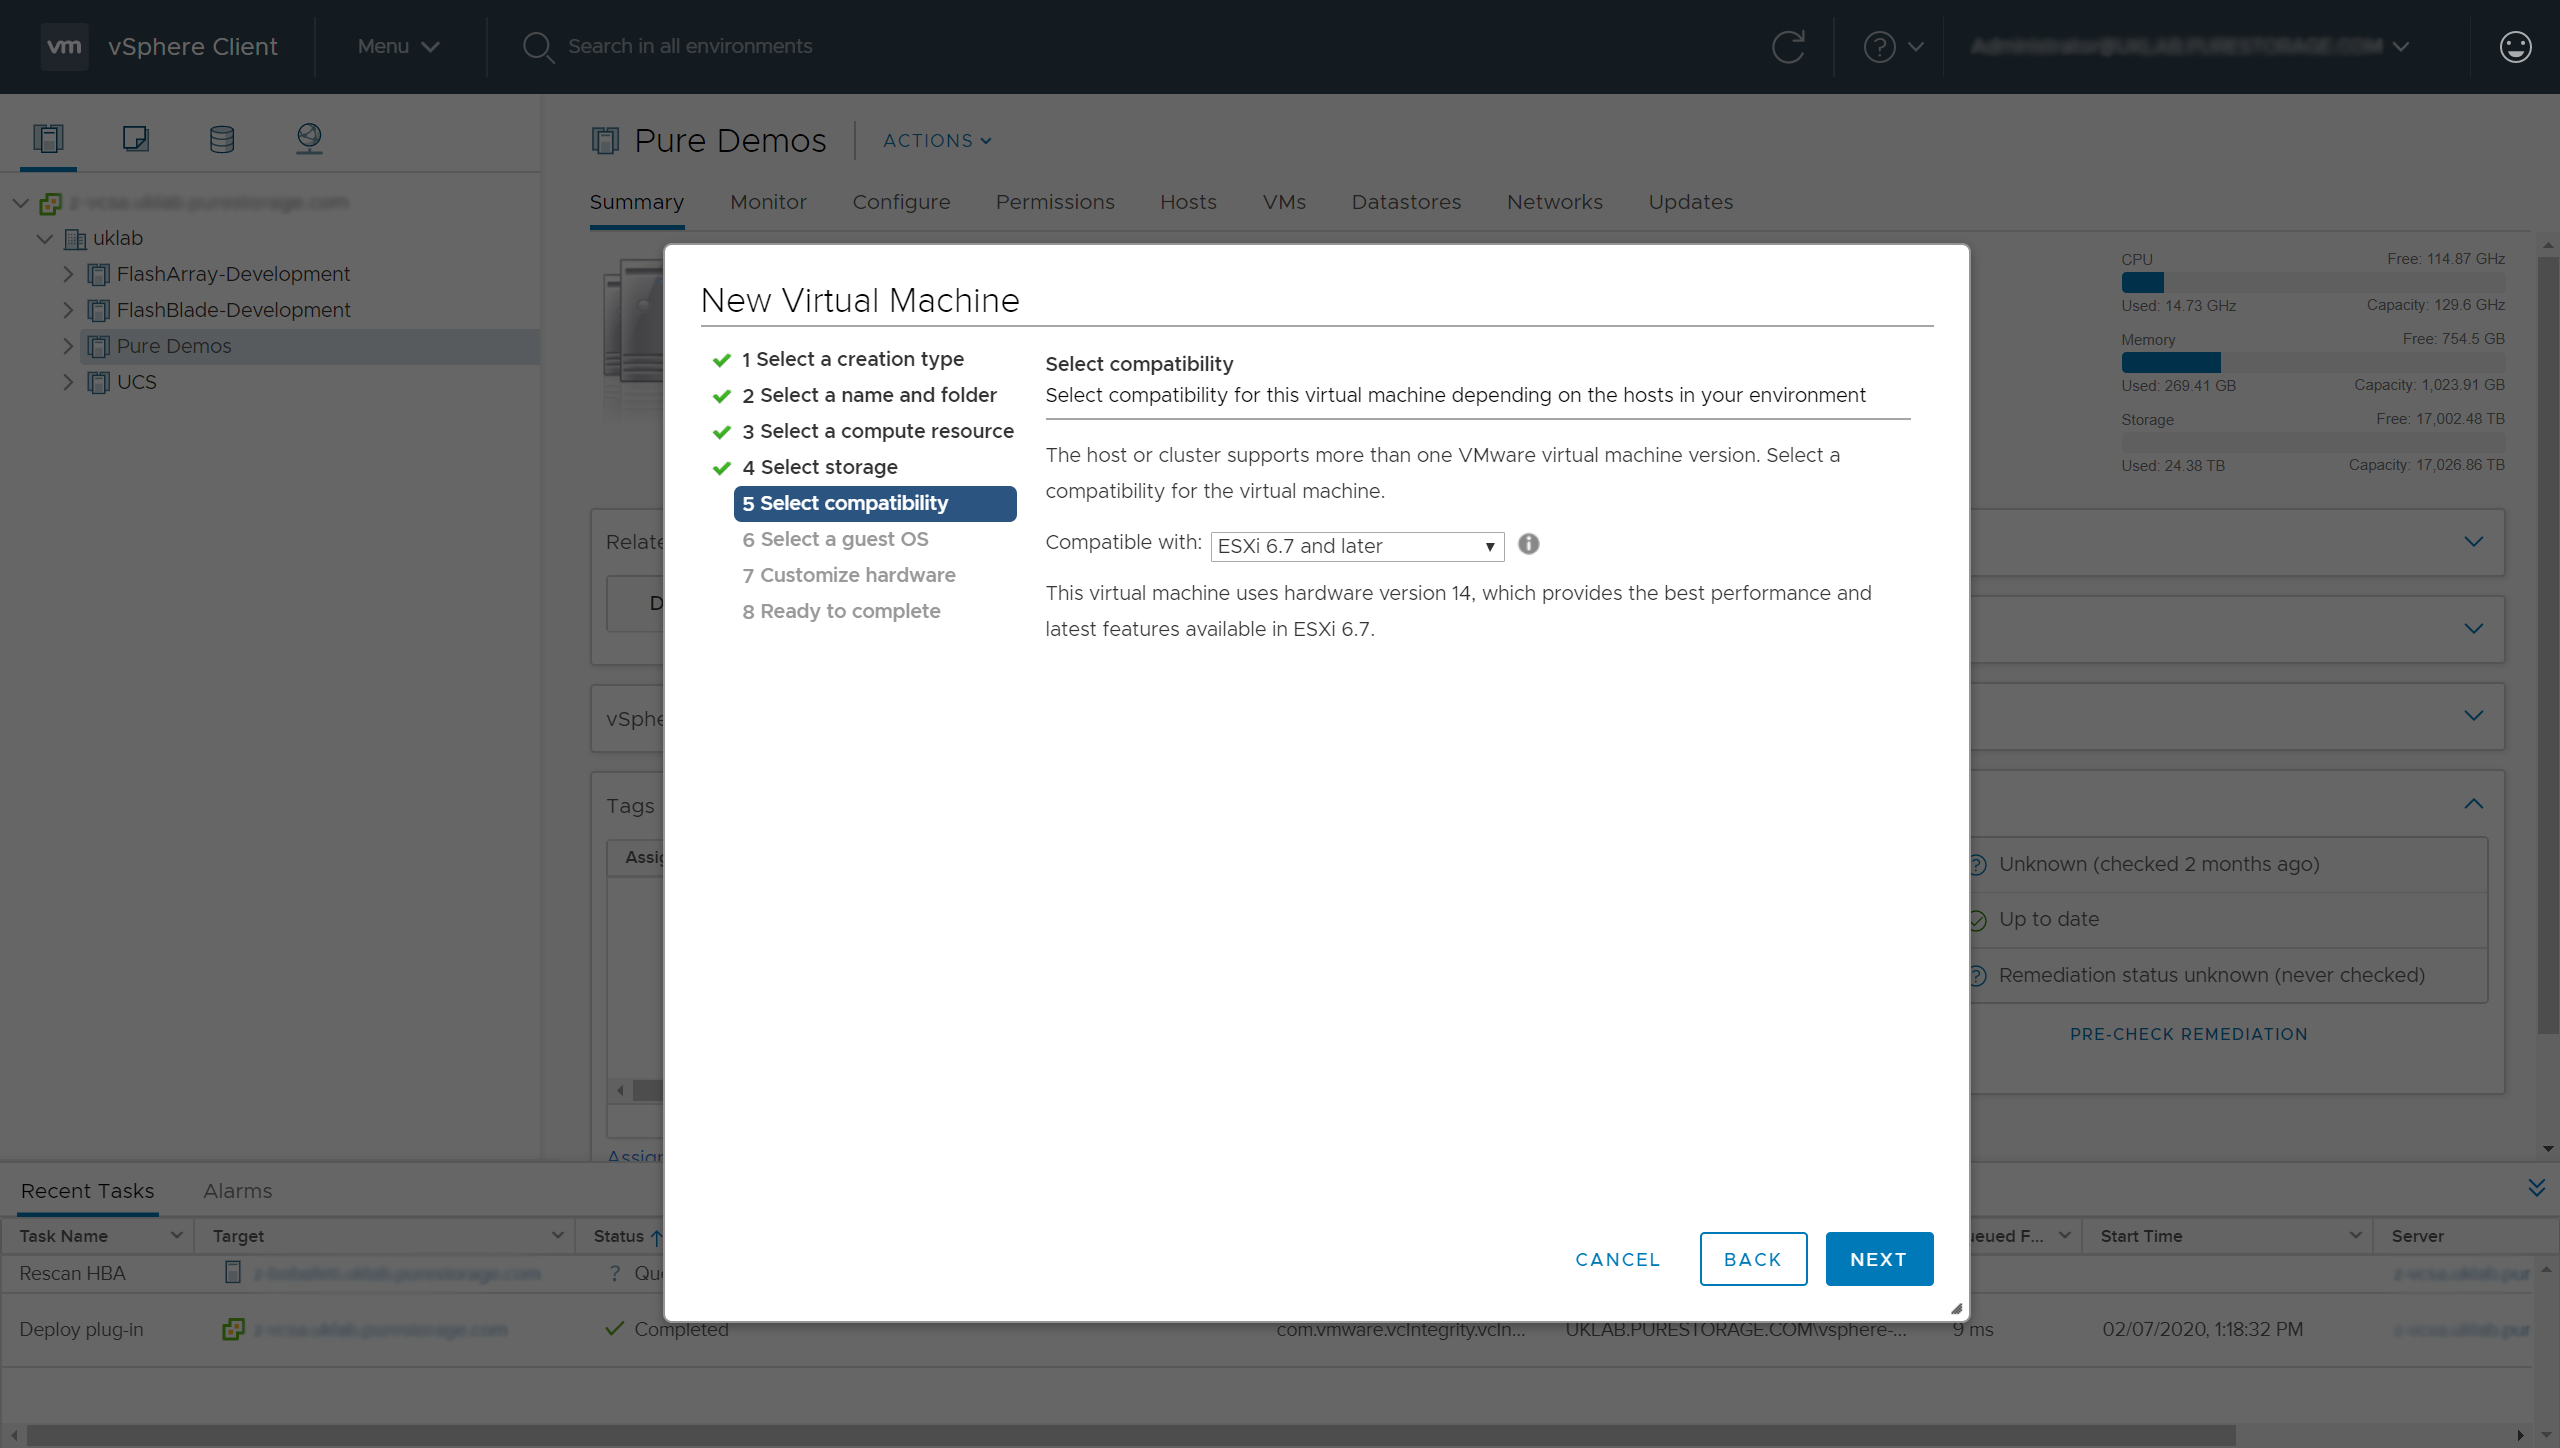 vm vSphere Client Menu Search in all environments
Pure Demos ACTIONS
Summary Monitor Configure Permissions Hosts VMs Datastores Networks Updates
uklab
FlashArray-Development
FlashBlade-Development
Pure Demos
UCS
CPU Free: 114.87 GHz
Used: 14.73 GHz Capacity: 129.6 GHz
Memory Free: 754.5 GB
Used: 269.41 GB Capacity: 1,023.91 GB
Storage Free: 17,002.48 TB
Used: 24.38 TB Capacity: 17,026.86 TB
New Virtual Machine
1 Select a creation type
2 Select a name and folder
3 Select a compute resource
4 Select storage
5 Select compatibility
6 Select a guest OS
7 Customize hardware
8 Ready to complete
Select compatibility
Select compatibility for this virtual machine depending on the hosts in your environment
The host or cluster supports more than one VMware virtual machine version. Select a
compatibility for the virtual machine.
Compatible with: ESXi 6.7 and later
This virtual machine uses hardware version 14, which provides the best performance and
latest features available in ESXi 6.7.
CANCEL BACK NEXT
Relate
D
vSphe
Tags
Assig
Assign
Unknown (checked 2 months ago)
Up to date
Remediation status unknown (never checked)
PRE-CHECK REMEDIATION
Recent Tasks Alarms
Task Name Target Status ueued F... Start Time Server
Rescan HBA ? Que
Deploy plug-in Completed com.vmware.vcIntegrity.vcIn... UKLAB.PURESTORAGE.COM\vsphere-... 9 ms 02/07/2020, 1:18:32 PM